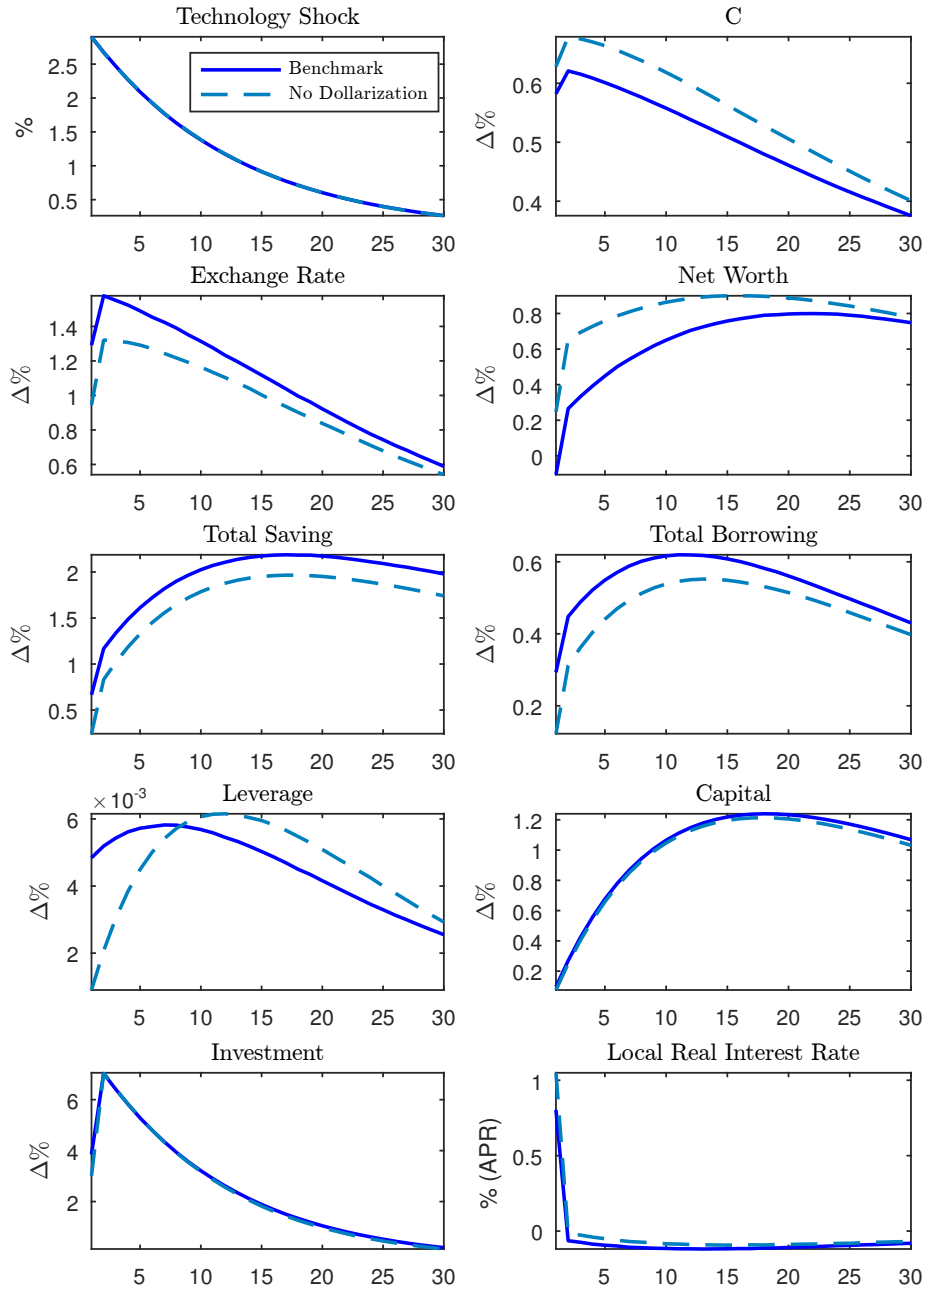 Technology Shock
%
2.5
2
1.5
1
0.5
Benchmark
No Dollarization
5 10 15 20 25 30
C
Δ%
0.6
0.5
0.4
5 10 15 20 25 30
Exchange Rate
Δ%
1.4
1.2
1
0.8
0.6
5 10 15 20 25 30
Net Worth
Δ%
0.8
0.6
0.4
0.2
0
5 10 15 20 25 30
Total Saving
Δ%
2
1.5
1
0.5
5 10 15 20 25 30
Total Borrowing
Δ%
0.6
0.4
0.2
5 10 15 20 25 30
Leverage
×10-3
Δ%
6
4
2
5 10 15 20 25 30
Capital
Δ%
1.2
1
0.8
0.6
0.4
0.2
5 10 15 20 25 30
Investment
Δ%
6
4
2
5 10 15 20 25 30
Local Real Interest Rate
% (APR)
1
0.5
0
5 10 15 20 25 30